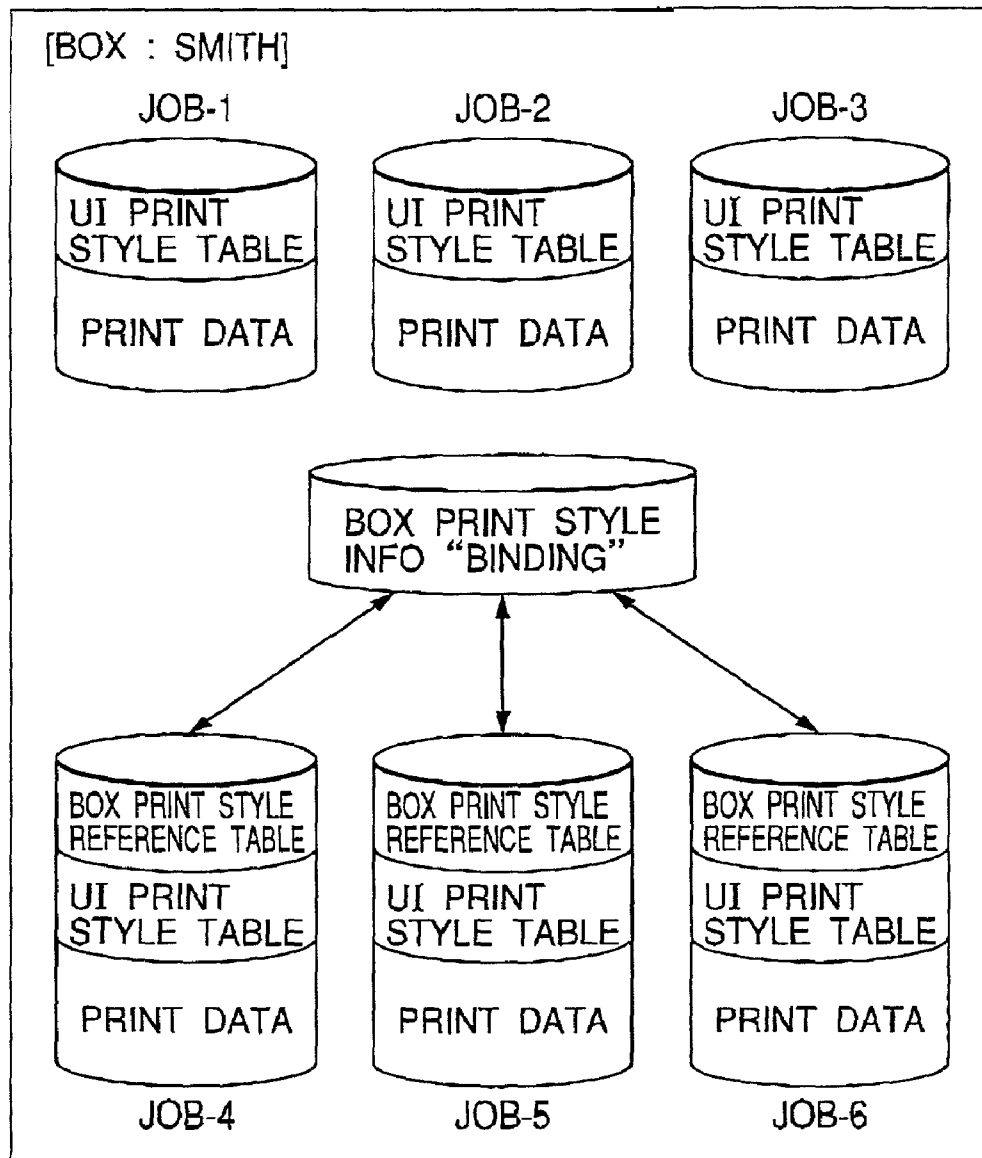 [BOX : SMITH]
JOB-1
JOB-2
JOB-3
UI PRINT
STYLE TABLE
PRINT DATA
UI PRINT
STYLE TABLE
PRINT DATA
UI PRINT
STYLE TABLE
PRINT DATA
BOX PRINT STYLE
INFO “BINDING”
BOX PRINT STYLE
REFERENCE TABLE
UI PRINT
STYLE TABLE
PRINT DATA
BOX PRINT STYLE
REFERENCE TABLE
UI PRINT
STYLE TABLE
PRINT DATA
BOX PRINT STYLE
REFERENCE TABLE
UI PRINT
STYLE TABLE
PRINT DATA
JOB-4
JOB-5
JOB-6